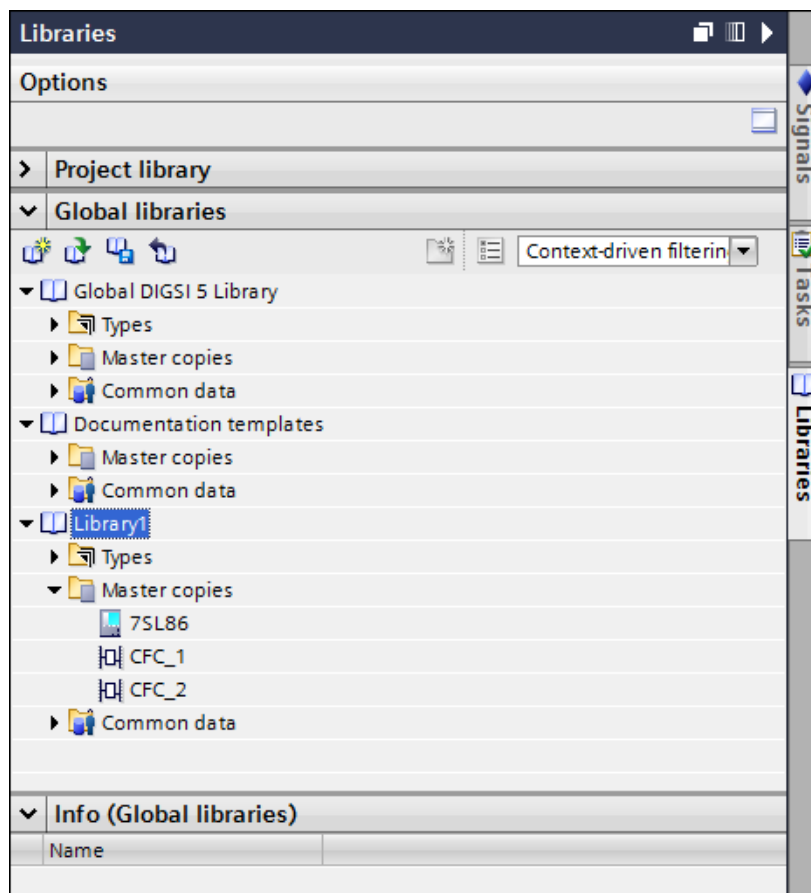 Libraries
Options
Project library
Global libraries
Context-driven filterin
Global DIGSI 5 Library
Types
Master copies
Common data
Documentation templates
Master copies
Common data
Library1
Types
Master copies
7SL86
CFC_1
CFC_2
Common data
Info (Global libraries)
Name
Signals
Tasks
Libraries